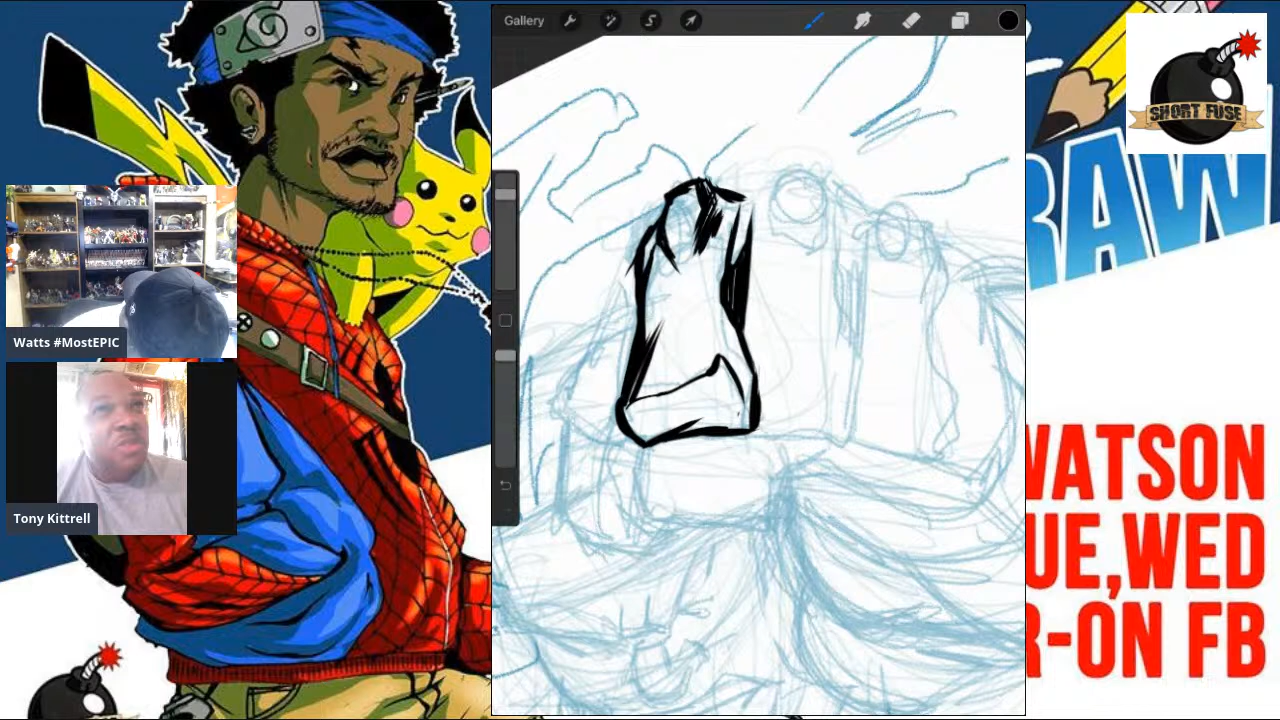 Gallery
SHORT FUSE
RAW
Watts #MostEPIC
WATSON
Tony Kittrell
UE,WED
R-ON FB